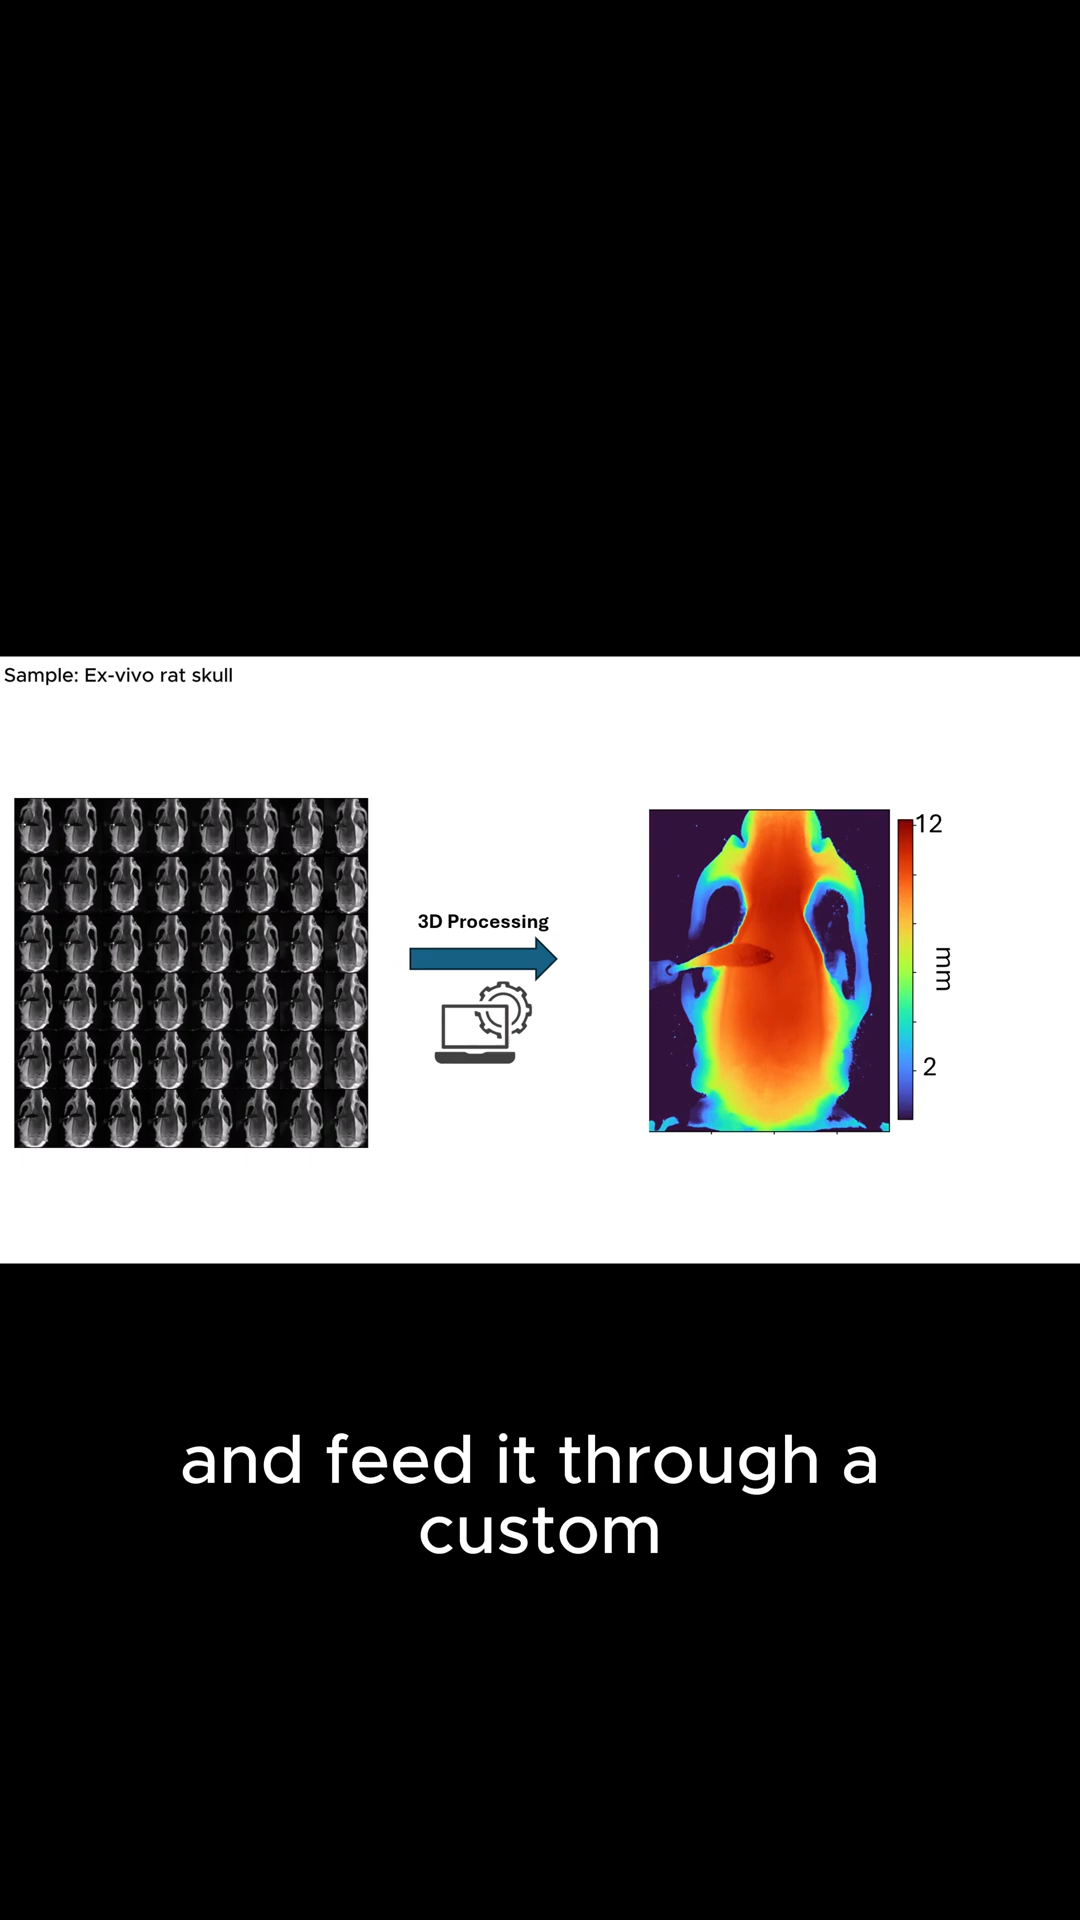 Sample: Ex-vivo rat skull
3D Processing
12
mm
2
and feed it through a
custom